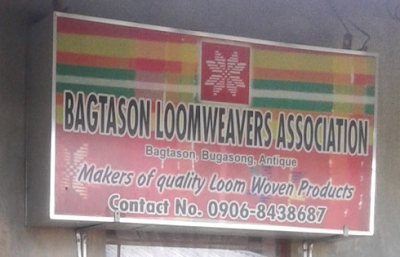 BAGTASON LOOMWEAVERS ASSOCIATION
Bagtason, Bugasong, Antique
Makers of quality Loom Woven Products
Contact No. 0906-8438687